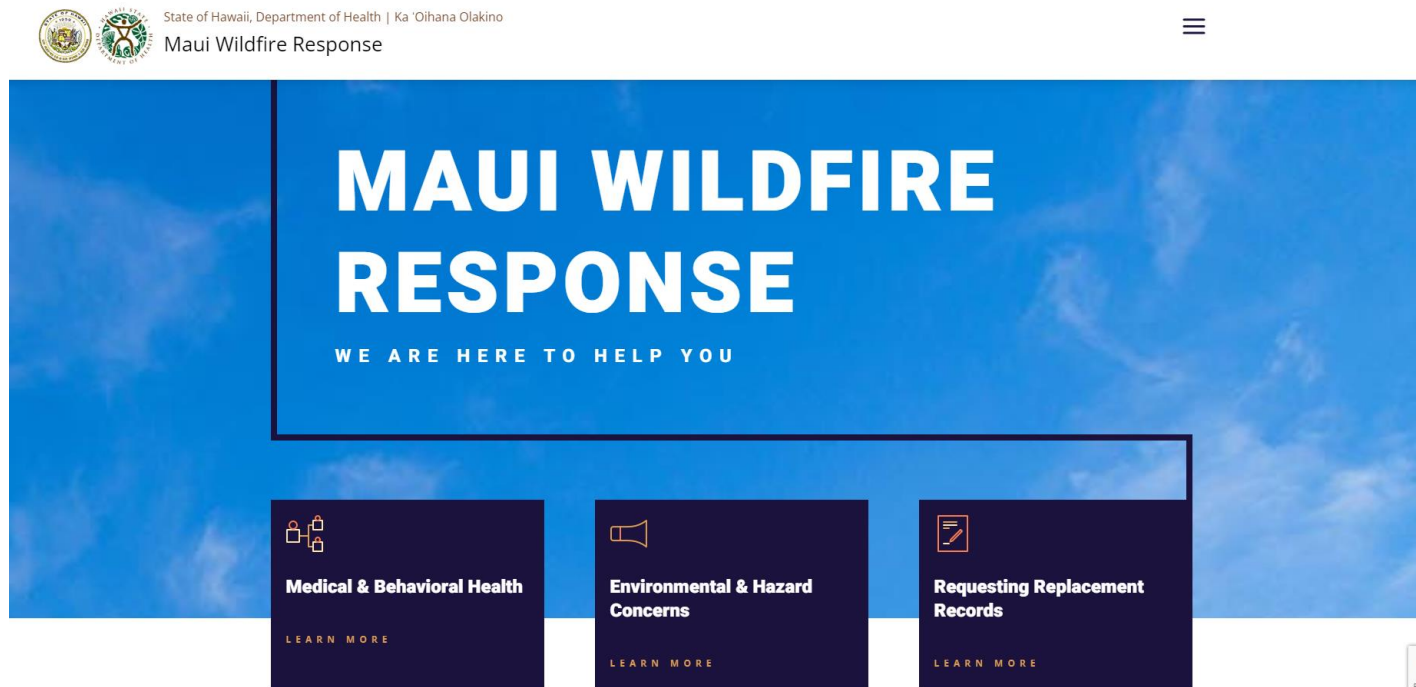 State of Hawaii, Department of Health | Ka ʻOihana Olakino
Maui Wildfire Response
MAUI WILDFIRE
RESPONSE
WE ARE HERE TO HELP YOU
Medical & Behavioral Health
LEARN MORE
Environmental & Hazard
Concerns
LEARN MORE
Requesting Replacement
Records
LEARN MORE